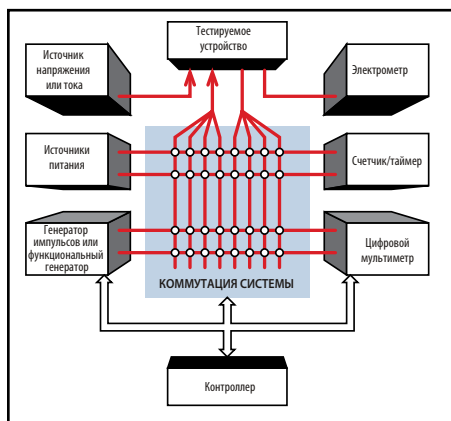 Тестируемое
устройство
Источник
напряжения
или тока
Электрометр
Источники
питания
Счетчик/таймер
Генератор
импульсов или
функциональный
генератор
Цифровой
мультиметр
КОММУТАЦИЯ СИСТЕМЫ
Контроллер